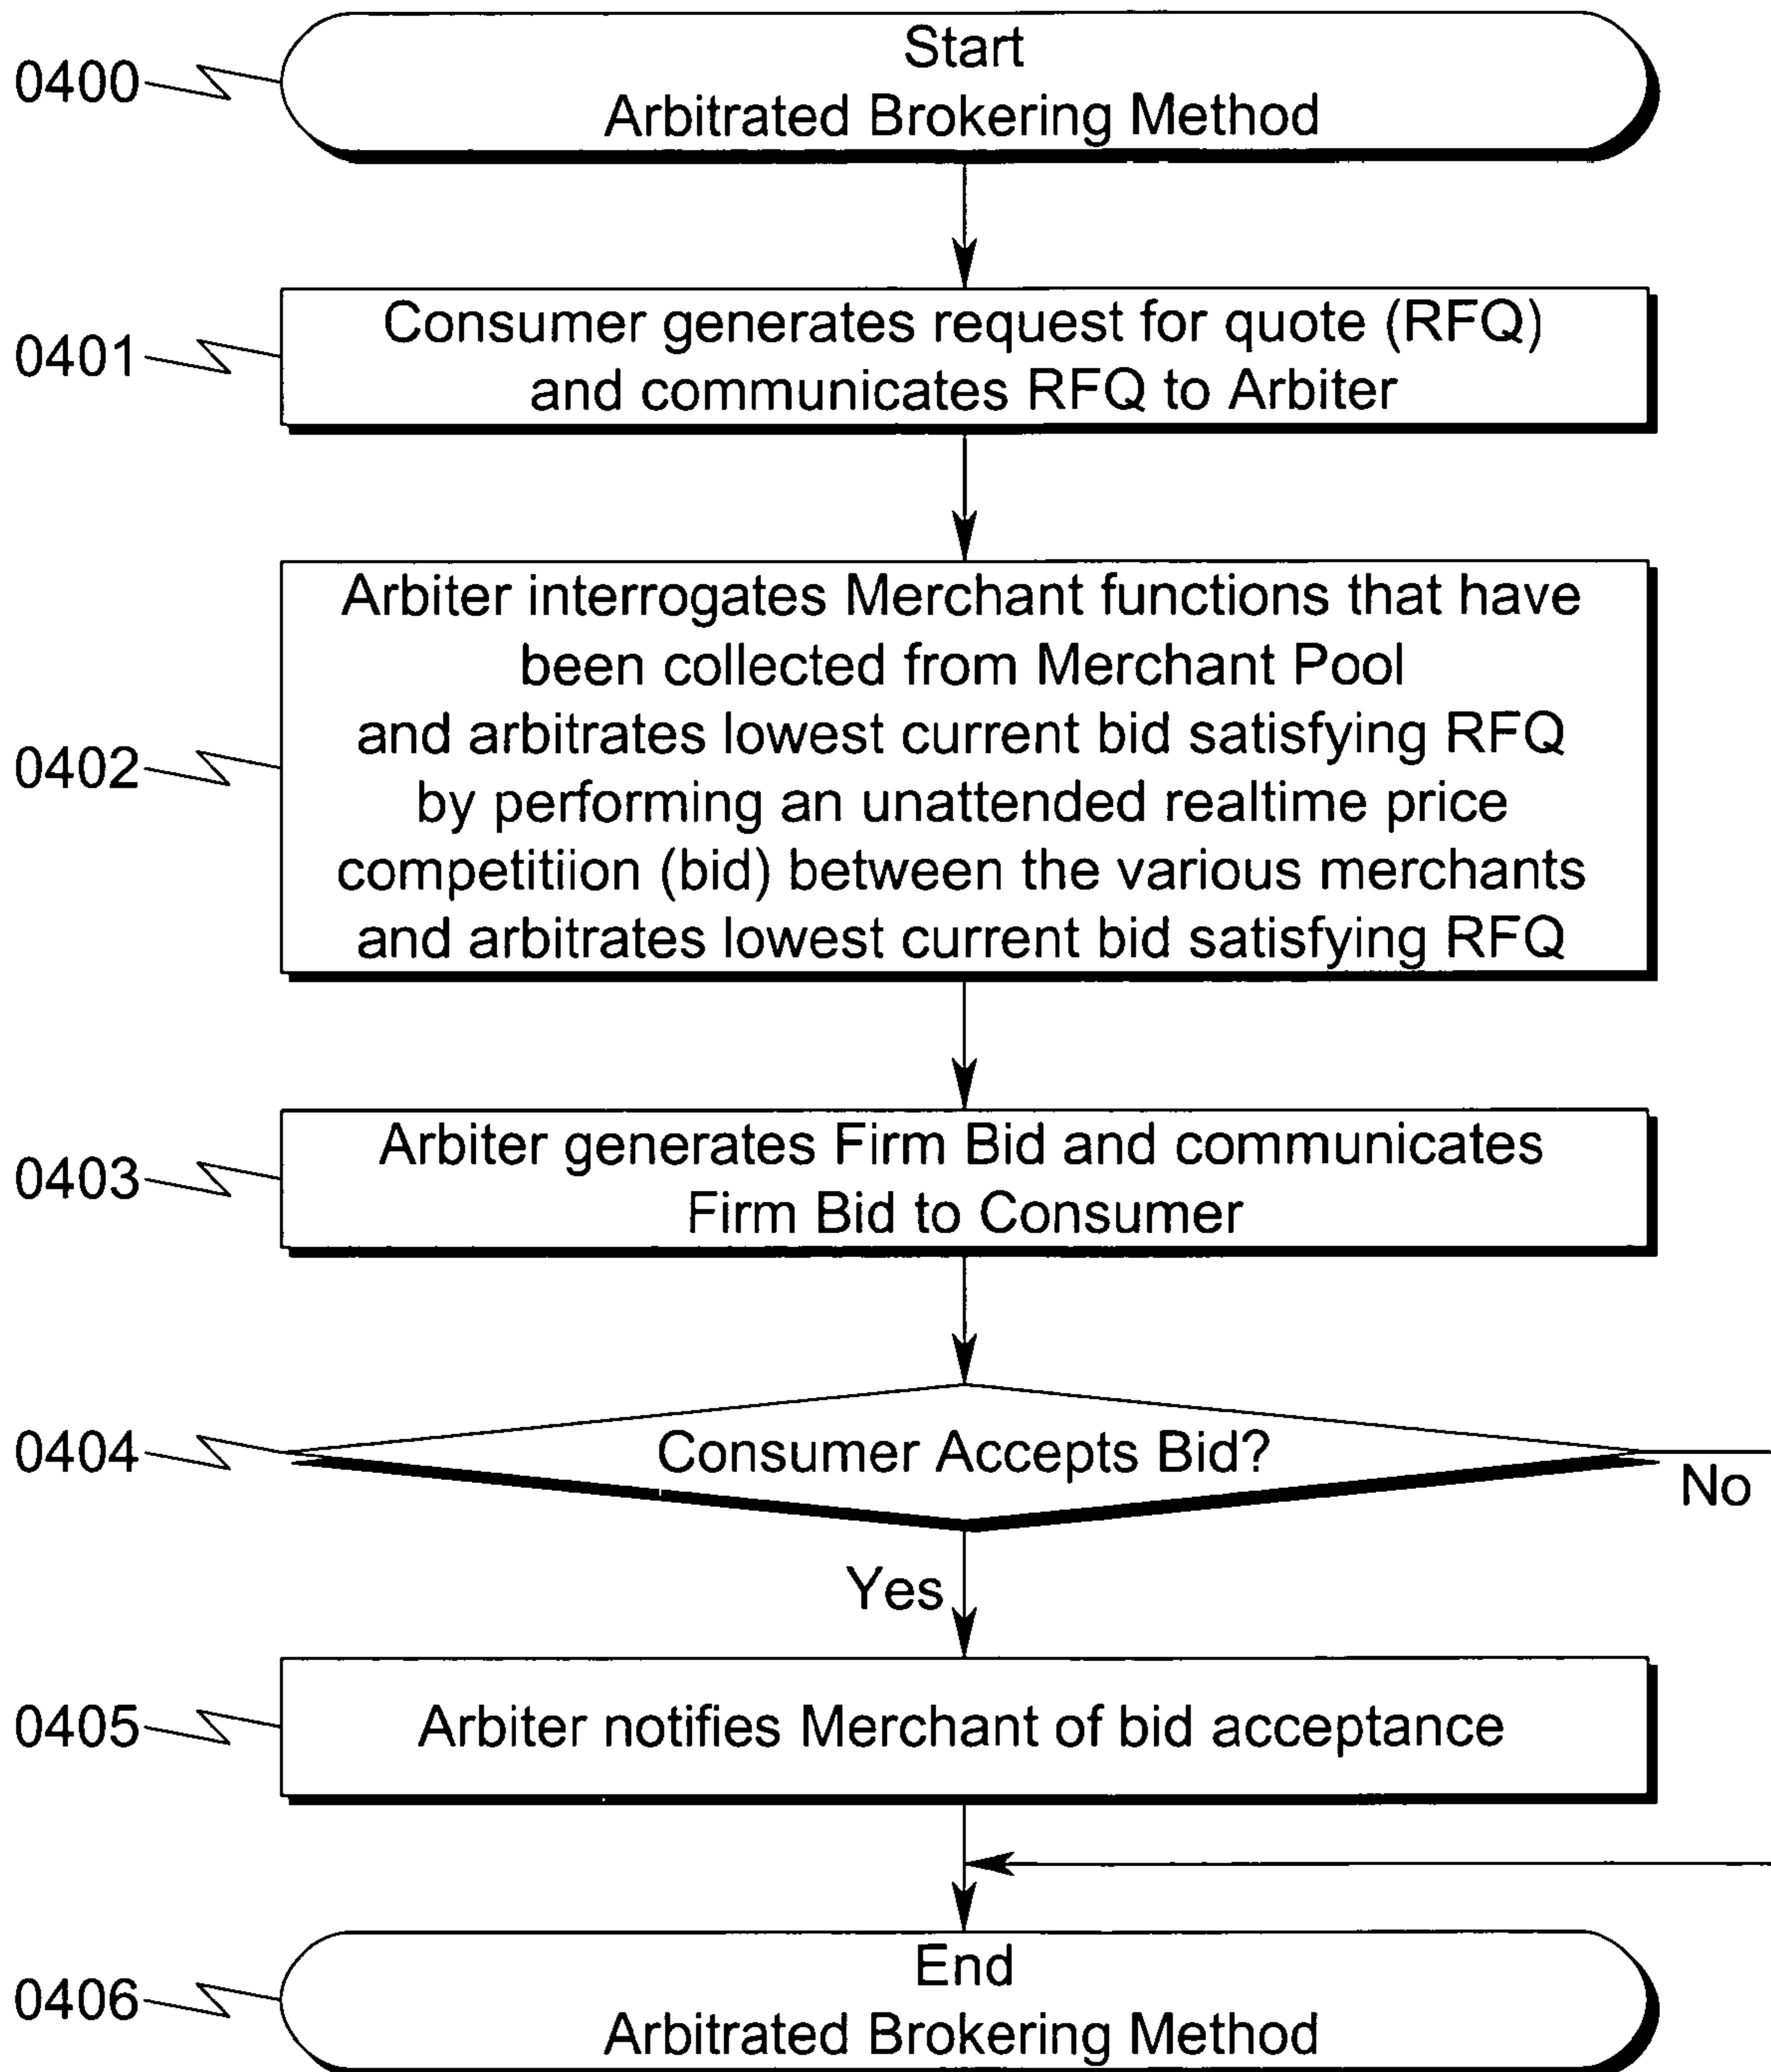 0400
Start
Arbitrated Brokering Method
0401
Consumer generates request for quote (RFQ)
and communicates RFQ to Arbiter
0402
Arbiter interrogates Merchant functions that have
been collected from Merchant Pool
and arbitrates lowest current bid satisfying RFQ
by performing an unattended realtime price
competitiion (bid) between the various merchants
and arbitrates lowest current bid satisfying RFQ
0403
Arbiter generates Firm Bid and communicates
Firm Bid to Consumer
0404
Consumer Accepts Bid?
No
Yes
0405
Arbiter notifies Merchant of bid acceptance
0406
End
Arbitrated Brokering Method